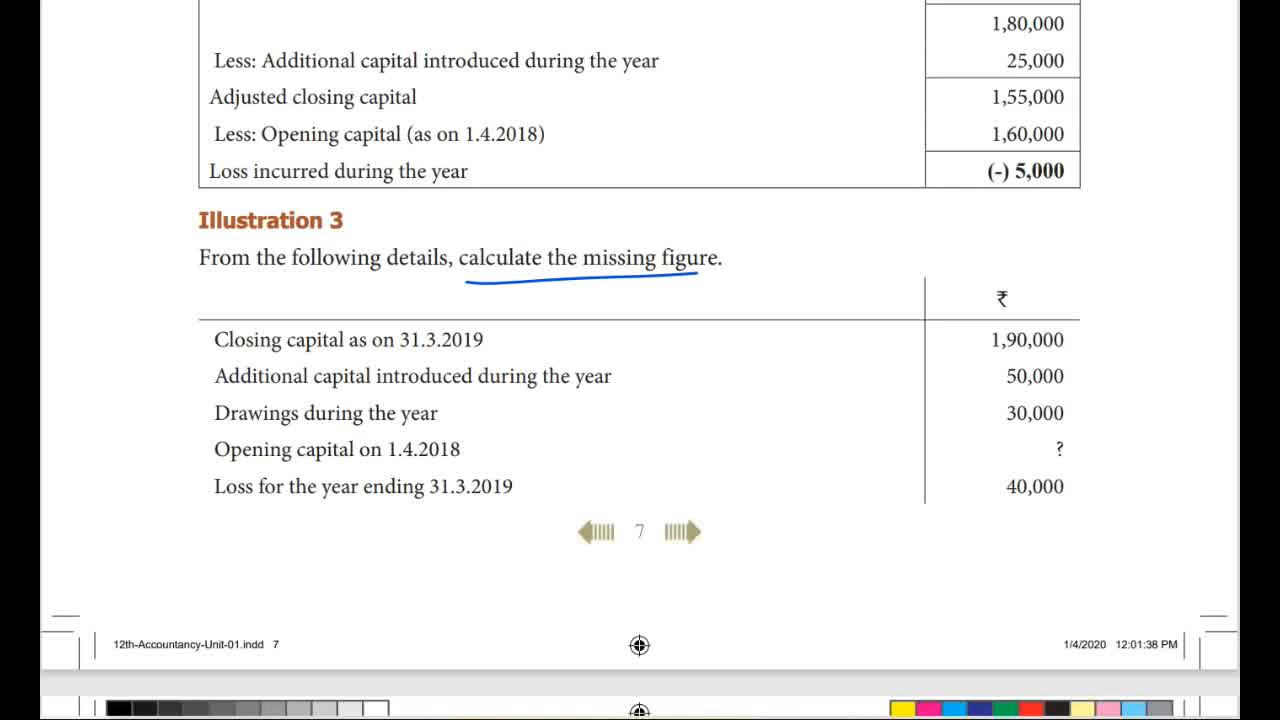 1,80,000
Less: Additional capital introduced during the year 25,000
Adjusted closing capital 1,55,000
Less: Opening capital (as on 1.4.2018) 1,60,000
Loss incurred during the year (-) 5,000
Illustration 3
From the following details, calculate the missing figure.
₹
Closing capital as on 31.3.2019 1,90,000
Additional capital introduced during the year 50,000
Drawings during the year 30,000
Opening capital on 1.4.2018 ?
Loss for the year ending 31.3.2019 40,000
7
12th-Accountancy-Unit-01.indd 7 1/4/2020 12:01:38 PM